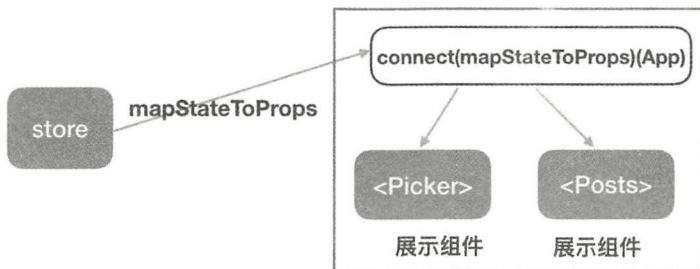 connect(mapStateToProps)(App)
mapStateToProps
store
<Picker>
<Posts>
展示组件
展示组件